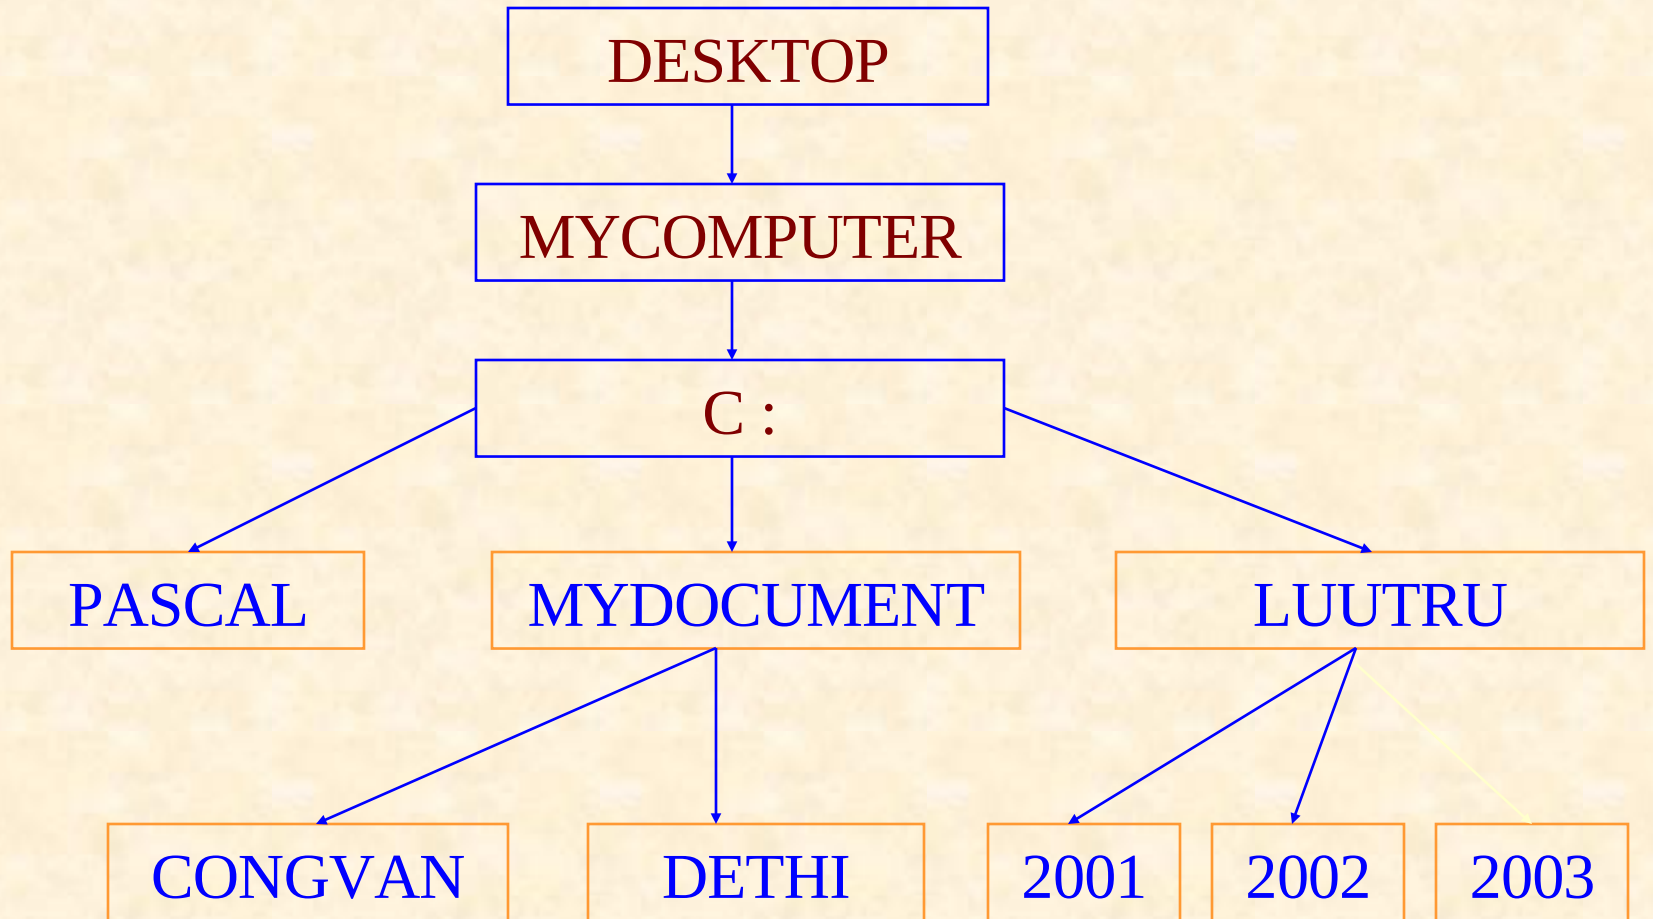 DESKTOP
MYCOMPUTER
C :
PASCAL MYDOCUMENT LUUTRU
CONGVAN DETHI 2001 2002 2003